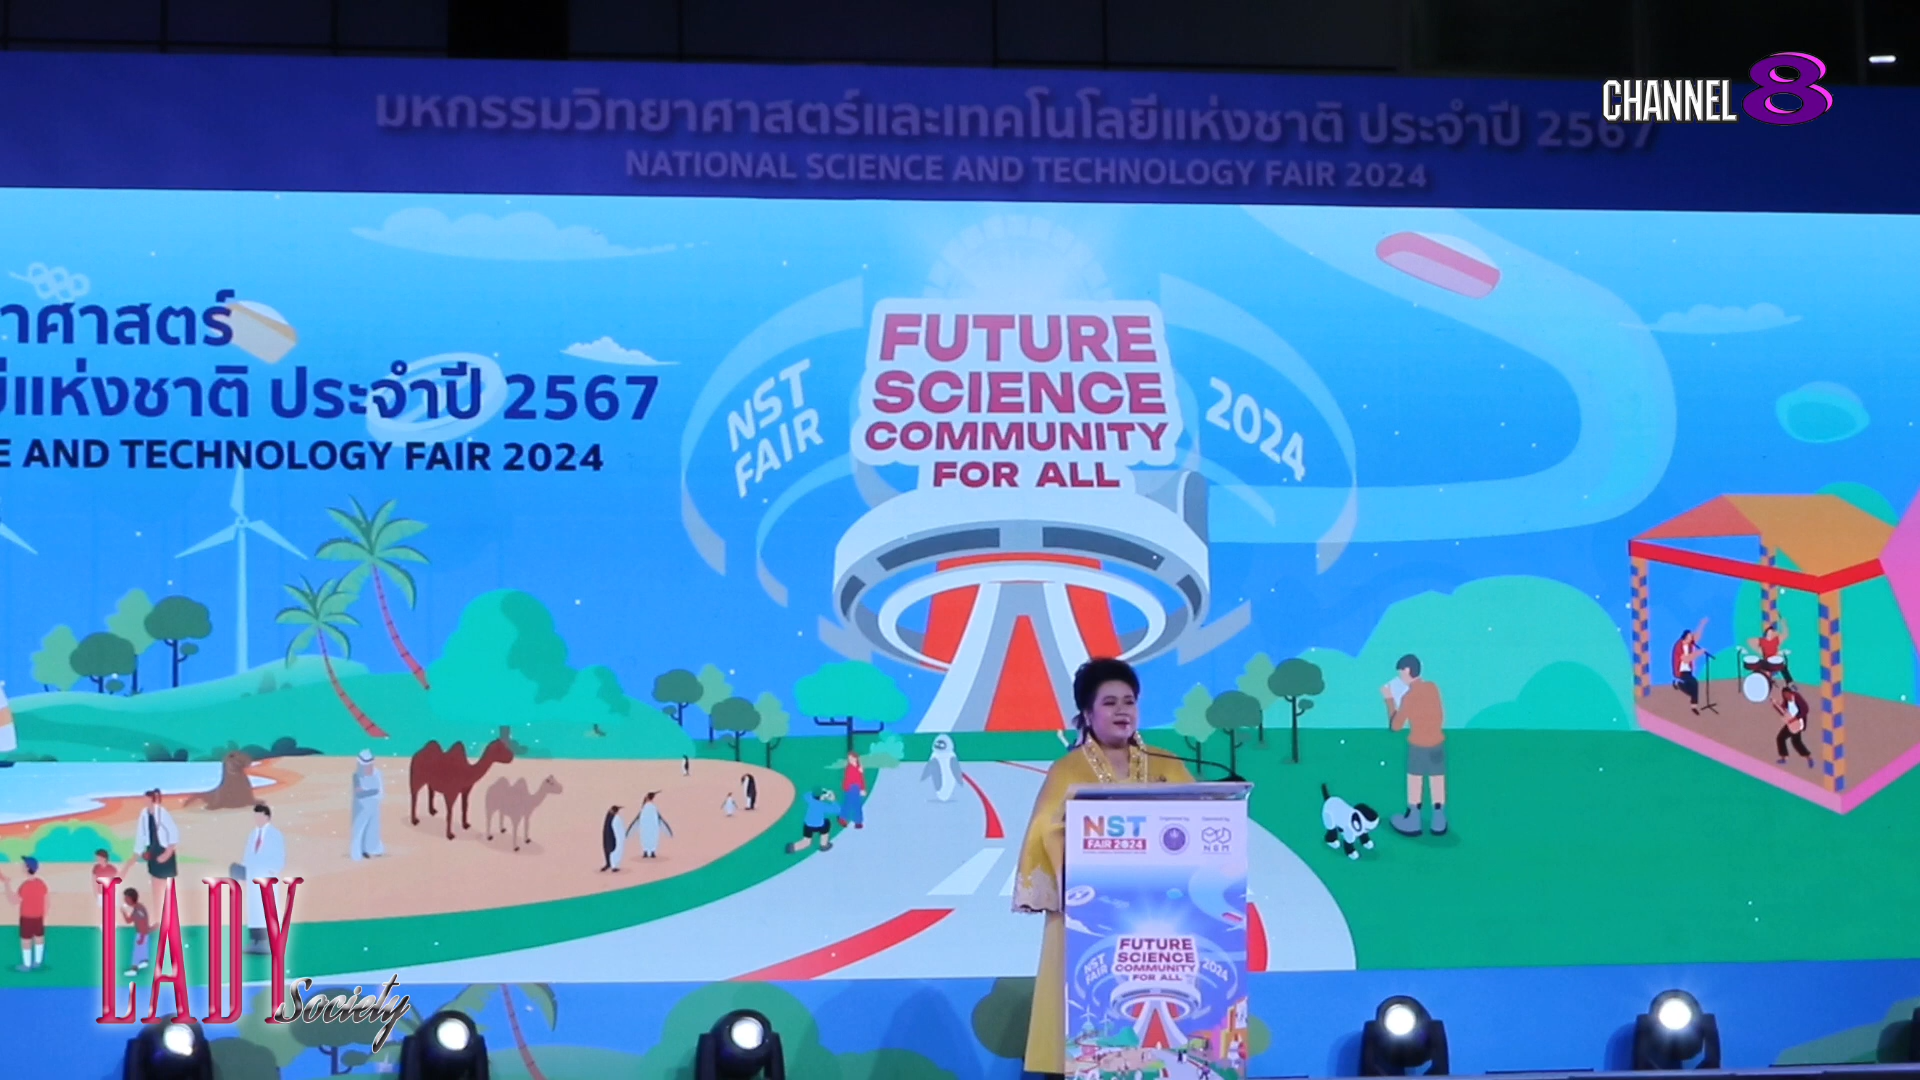 มหกรรมวิทยาศาสตร์และเทคโนโลยีแห่งชาติ ประจำปี 2567
NATIONAL SCIENCE AND TECHNOLOGY FAIR 2024
CHANNEL 8
าศาสตร์
ยีแห่งชาติ ประจำปี 2567
E AND TECHNOLOGY FAIR 2024
NST
FAIR
FUTURE
SCIENCE
COMMUNITY
FOR ALL
2024
NST
FAIR 2024
NSM
FUTURE
SCIENCE
COMMUNITY
FOR ALL
NST
FAIR
2024
LADY
Society